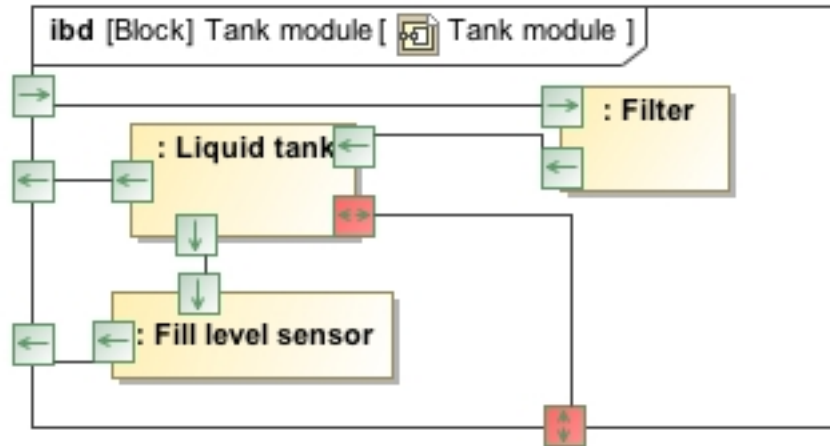 ibd [Block] Tank module [ Tank module ]
: Filter
: Liquid tank
: Fill level sensor